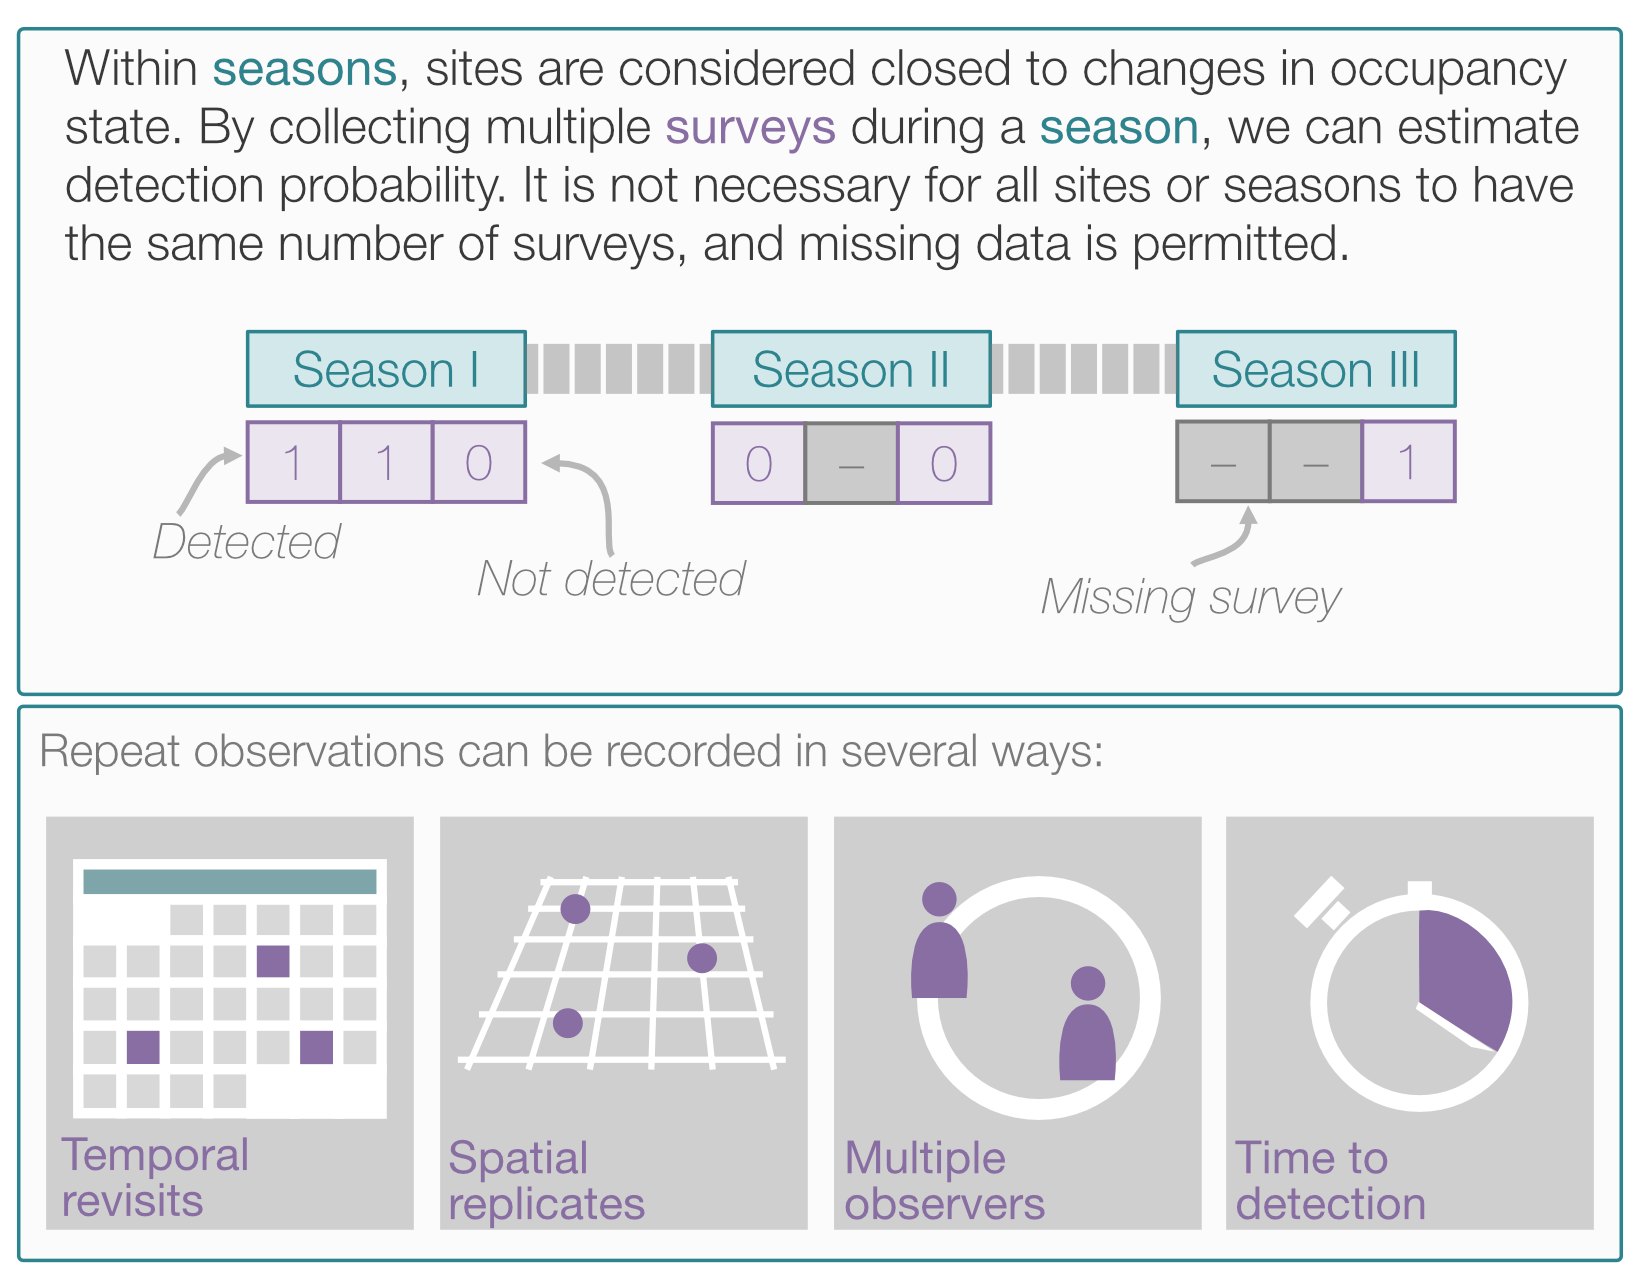 Within seasons, sites are considered closed to changes in occupancy
state. By collecting multiple surveys during a season, we can estimate
detection probability. It is not necessary for all sites or seasons to have
the same number of surveys, and missing data is permitted.
Season I
Season II
Season III
1 1 0
0 – 0
– – 1
Detected
Not detected
Missing survey
Repeat observations can be recorded in several ways:
Temporal
revisits
Spatial
replicates
Multiple
observers
Time to
detection